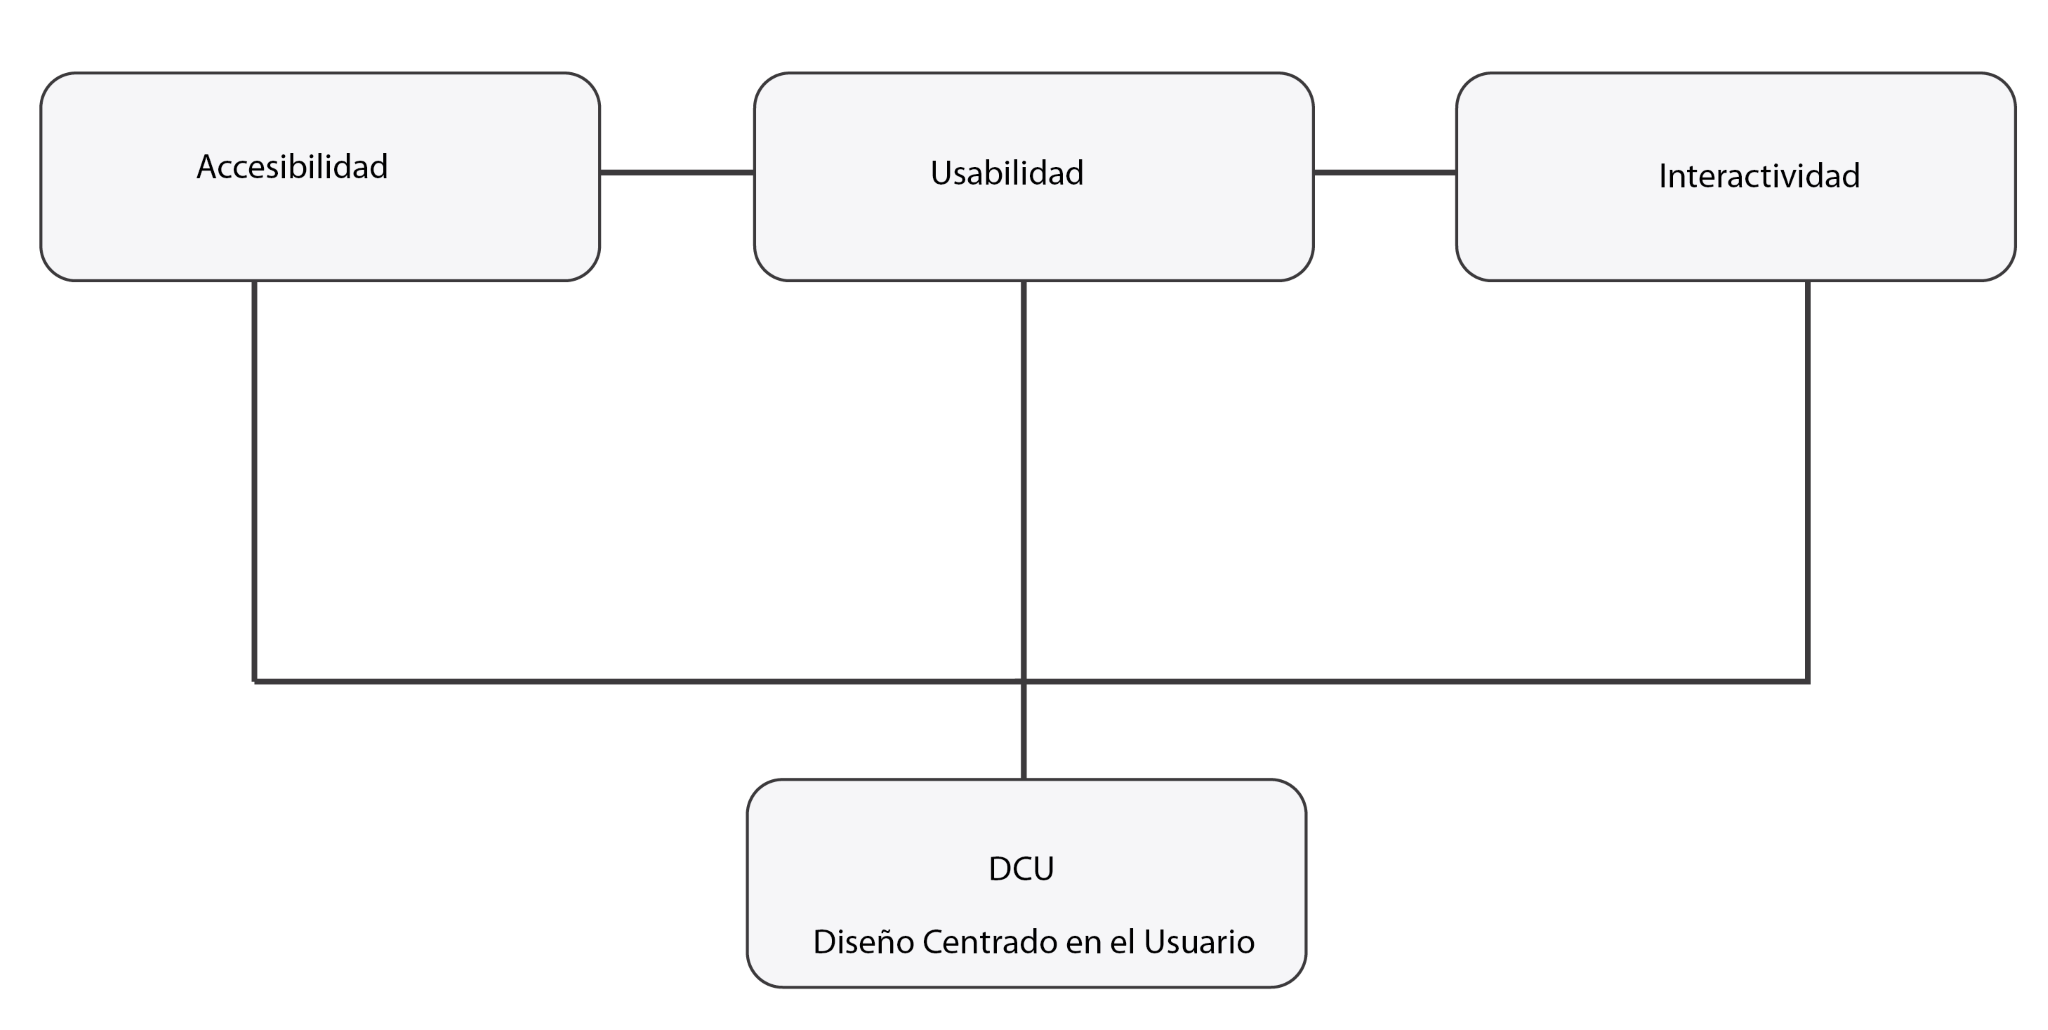 Accesibilidad
Usabilidad
Interactividad
DCU
Diseño Centrado en el Usuario